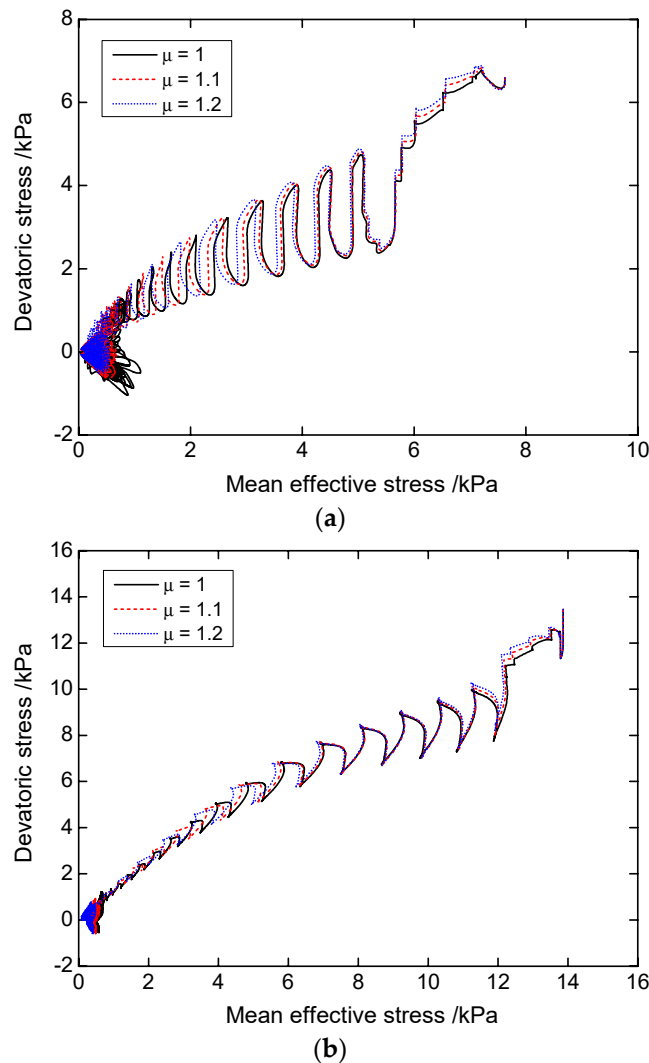 8
6
4
2
0
-2
Devatoric stress /kPa
μ = 1
μ = 1.1
μ = 1.2
0 2 4 6 8 10
Mean effective stress /kPa
(a)
16
14
12
10
8
6
4
2
0
-2
Devatoric stress /kPa
μ = 1
μ = 1.1
μ = 1.2
0 2 4 6 8 10 12 14 16
Mean effective stress /kPa
(b)